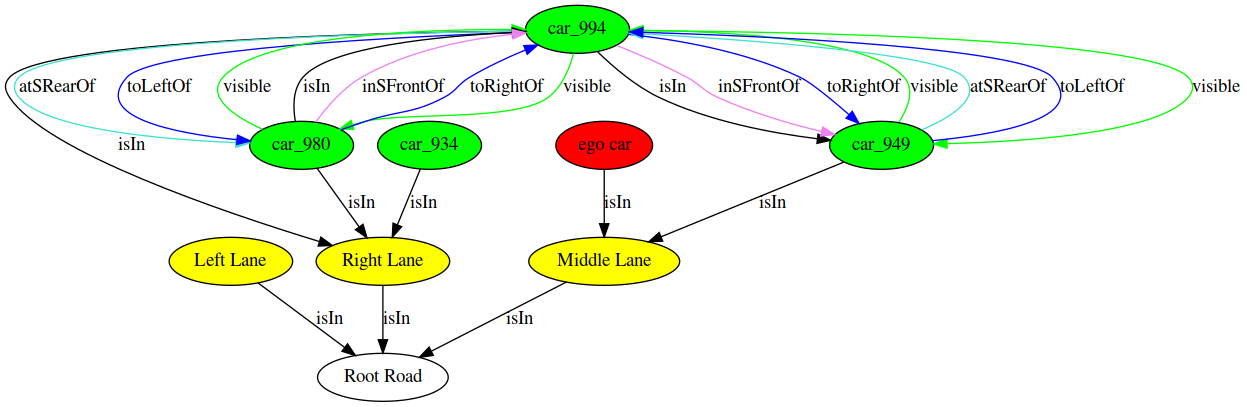 car_994
atSRearOf toLeftOf visible isIn inSFrontOf toRightOf visible isIn inSFrontOf toRightOf visible atSRearOf toLeftOf visible
isIn car_980 car_934 ego car car_949
isIn isIn isIn isIn
Left Lane Right Lane Middle Lane
isIn isIn isIn
Root Road